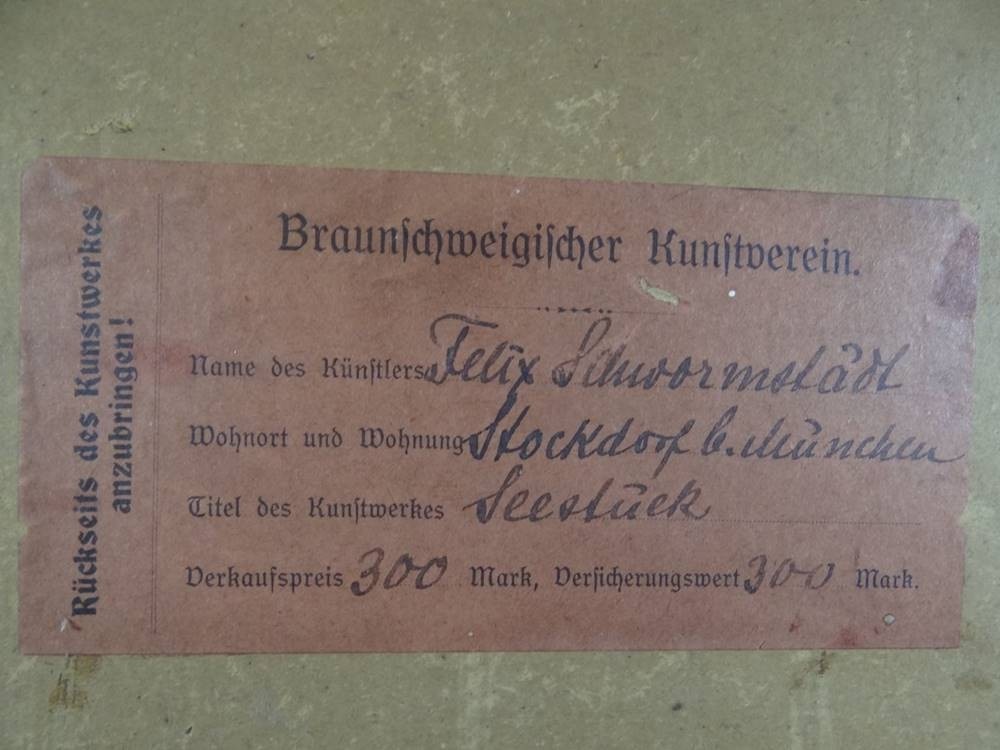 Rückseits des Kunstwerkes
anzubringen!
Braunſchweigiſcher Kunſtverein.
Name des Künſtlers Felix Schwormstädt
Wohnort und Wohnung Stockdorf b. München
Titel des Kunſtwerkes Seestück
Verkaufspreis 300 Mark, Verſicherungswert 300 Mark.